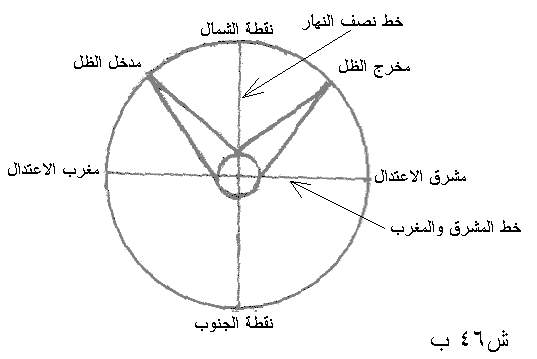 خط نصف النهار
نقطة الشمال
مخرج الظل
مدخل الظل
مشرق الاعتدال
مغرب الاعتدال
خط المشرق والمغرب
نقطة الجنوب
ش٤٦ ب